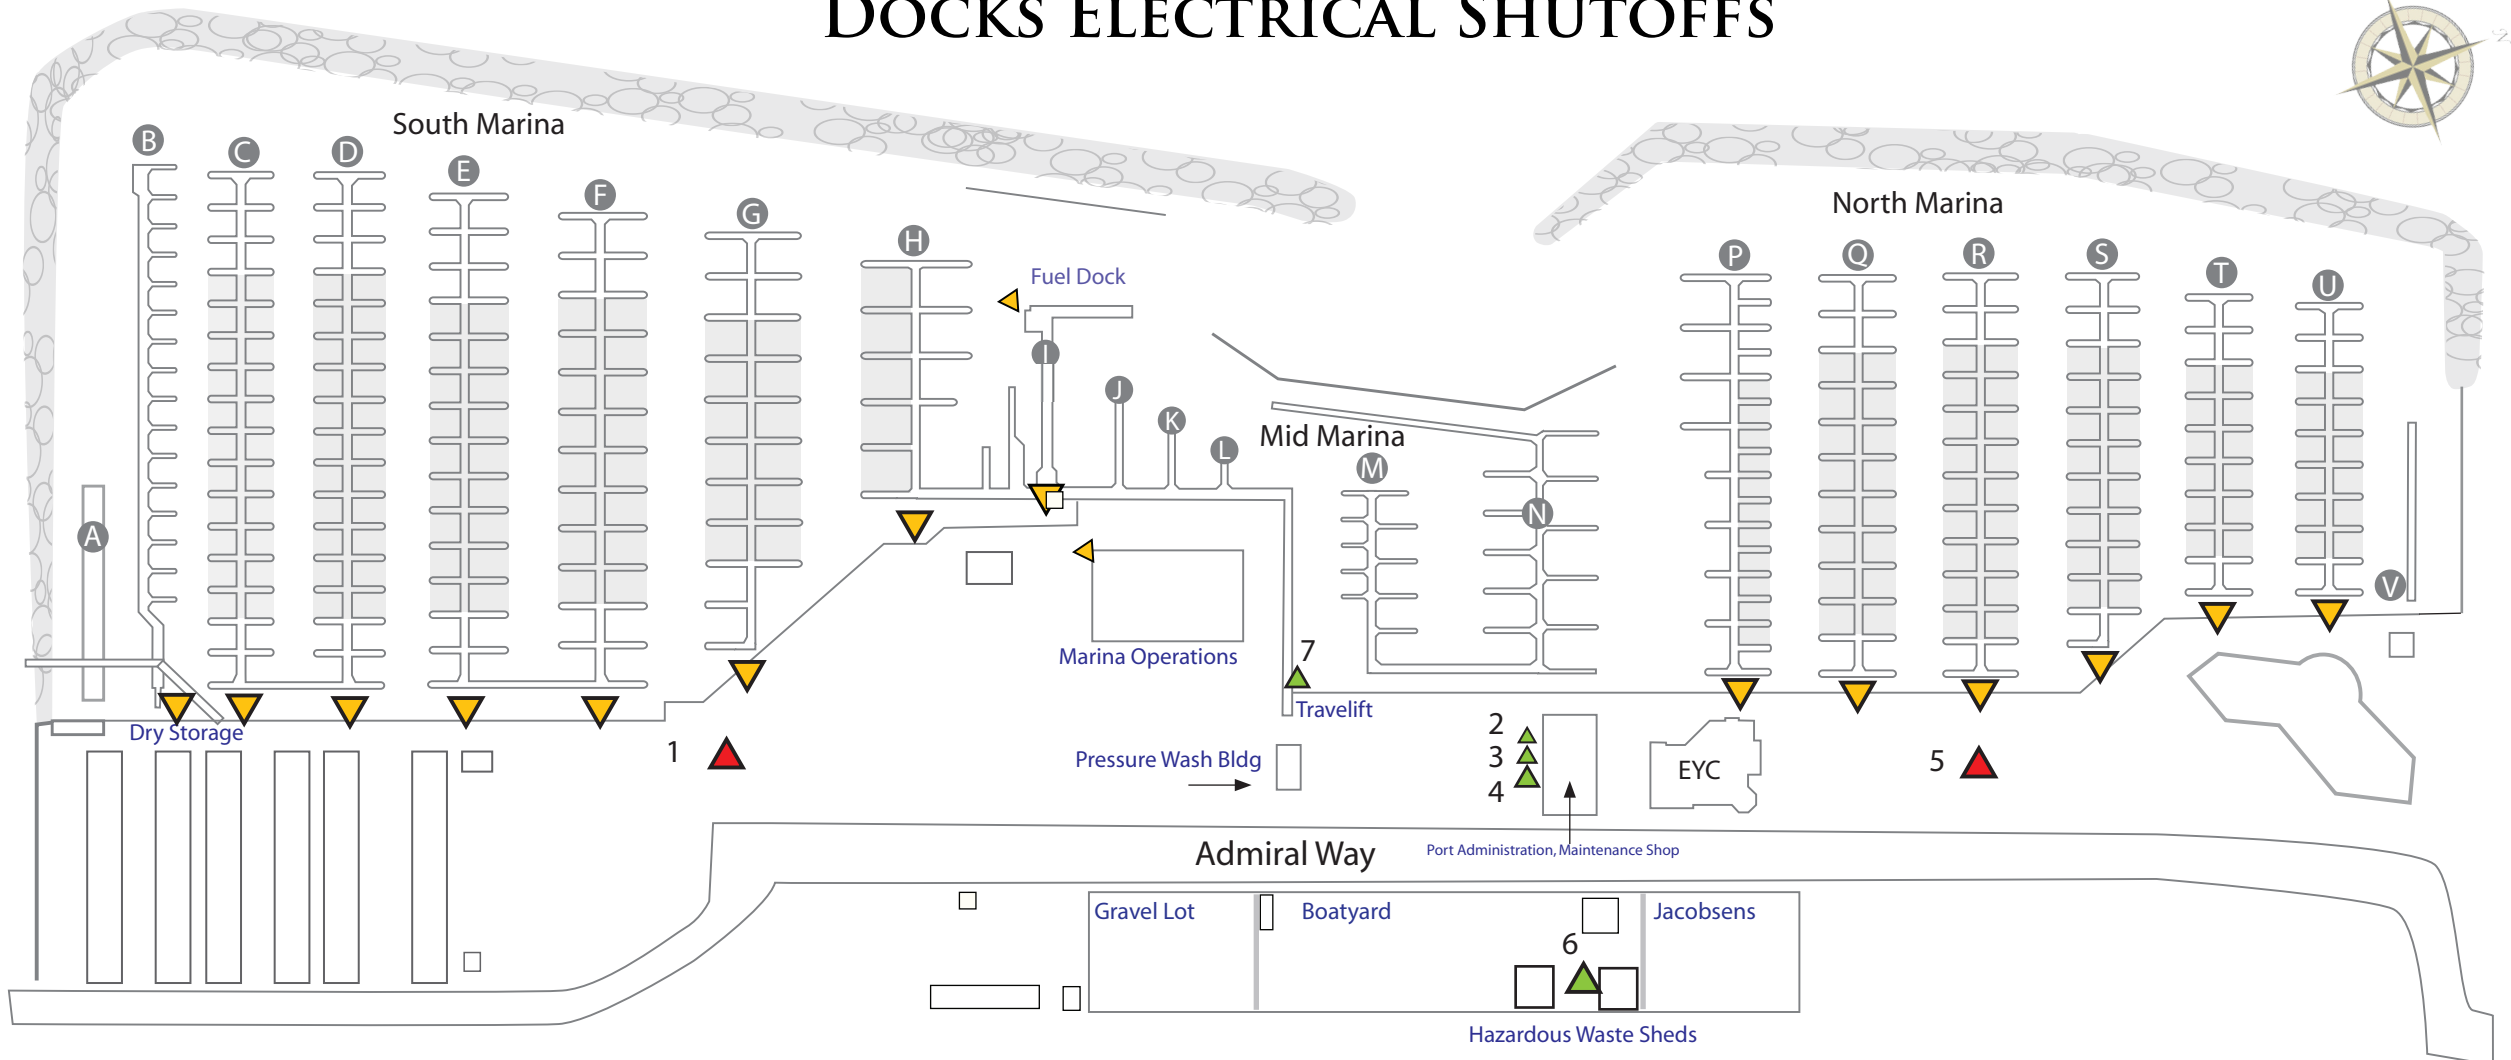 DOCKS ELECTRICAL SHUTOFFS
N
South Marina
North Marina
B
C
D
E
F
G
H
P
Q
R
S
T
U
Fuel Dock
I
J
K
L
Mid Marina
M
N
A
V
Marina Operations
7
Travelift
Dry Storage
1
2
3
4
Pressure Wash Bldg
EYC
5
Admiral Way
Port Administration, Maintenance Shop
Gravel Lot
Boatyard
Jacobsens
6
Hazardous Waste Sheds